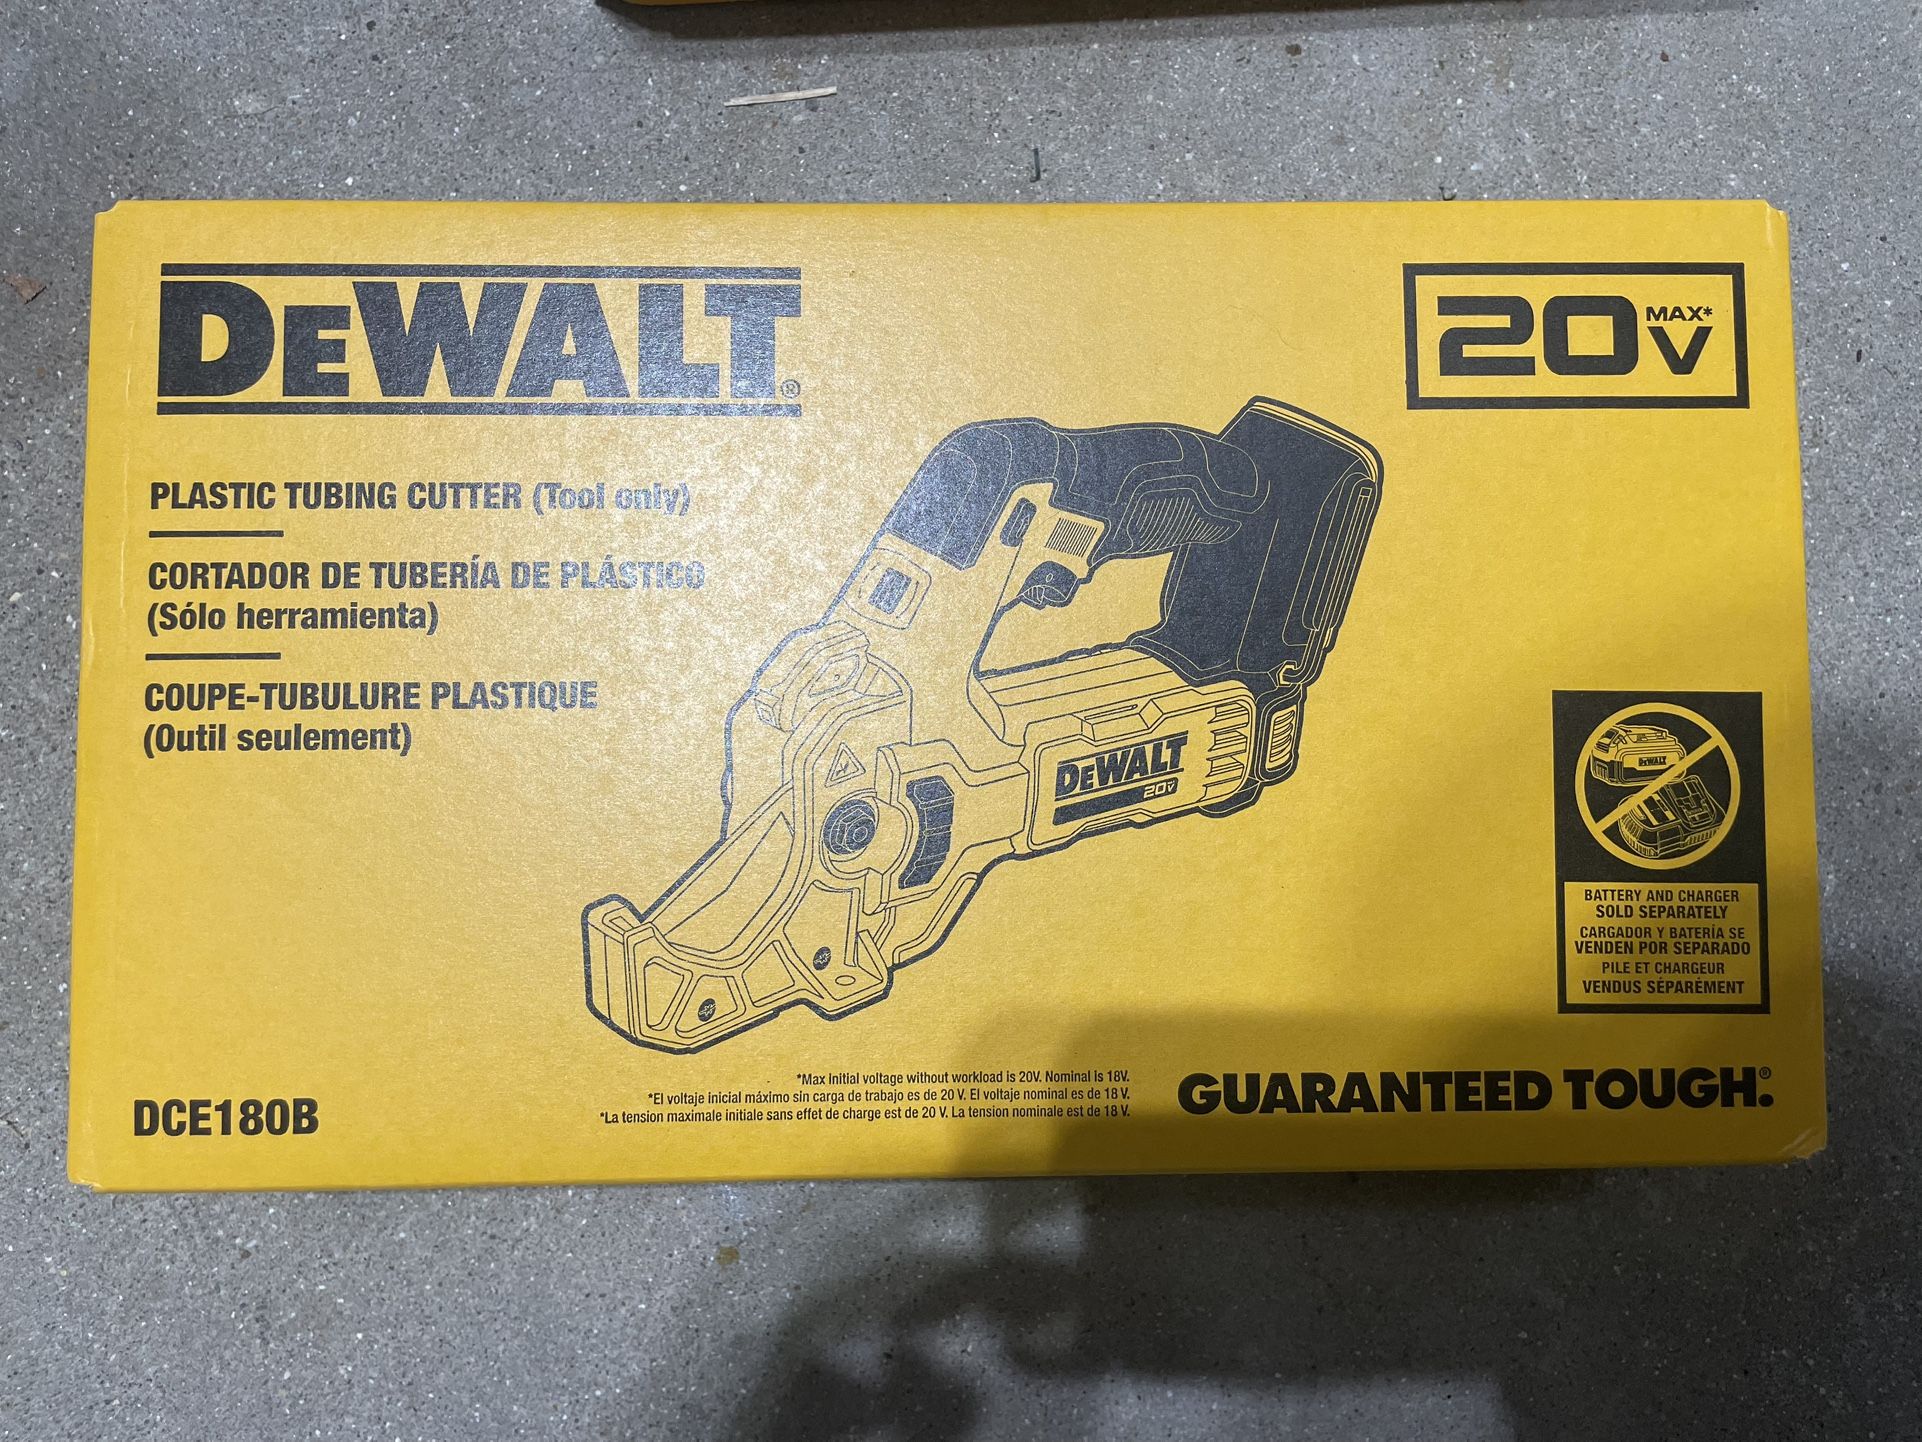 DEWALT®
20V MAX*
PLASTIC TUBING CUTTER (Tool only)
CORTADOR DE TUBERÍA DE PLÁSTICO
(Sólo herramienta)
COUPE-TUBULURE PLASTIQUE
(Outil seulement)
DEWALT
20V
DEWALT
BATTERY AND CHARGER
SOLD SEPARATELY
CARGADOR Y BATERÍA SE
VENDEN POR SEPARADO
PILE ET CHARGEUR
VENDUS SÉPARÉMENT
*Max Initial voltage without workload is 20V. Nominal is 18V.
*El voltaje inicial máximo sin carga de trabajo es de 20 V. El voltaje nominal es de 18 V.
*La tension maximale initiale sans effet de charge est de 20 V. La tension nominale est de 18 V.
DCE180B
GUARANTEED TOUGH.®